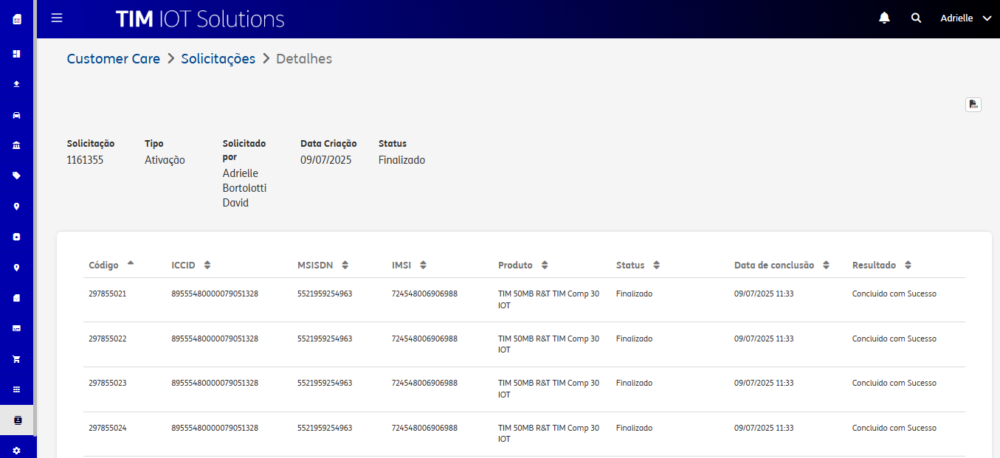 TIM IOT Solutions
Adrielle
Customer Care > Solicitações > Detalhes
Solicitação Tipo Solicitado por Data Criação Status
1161355 Ativação Adrielle Bortolotti David 09/07/2025 Finalizado
Código ICCID MSISDN IMSI Produto Status Data de conclusão Resultado
297855021 89555480000079051328 5521959254963 724548006906988 TIM 50MB R&T TIM Comp 30 IOT Finalizado 09/07/2025 11:33 Concluido com Sucesso
297855022 89555480000079051328 5521959254963 724548006906988 TIM 50MB R&T TIM Comp 30 IOT Finalizado 09/07/2025 11:33 Concluido com Sucesso
297855023 89555480000079051328 5521959254963 724548006906988 TIM 50MB R&T TIM Comp 30 IOT Finalizado 09/07/2025 11:33 Concluido com Sucesso
297855024 89555480000079051328 5521959254963 724548006906988 TIM 50MB R&T TIM Comp 30 IOT Finalizado 09/07/2025 11:33 Concluido com Sucesso